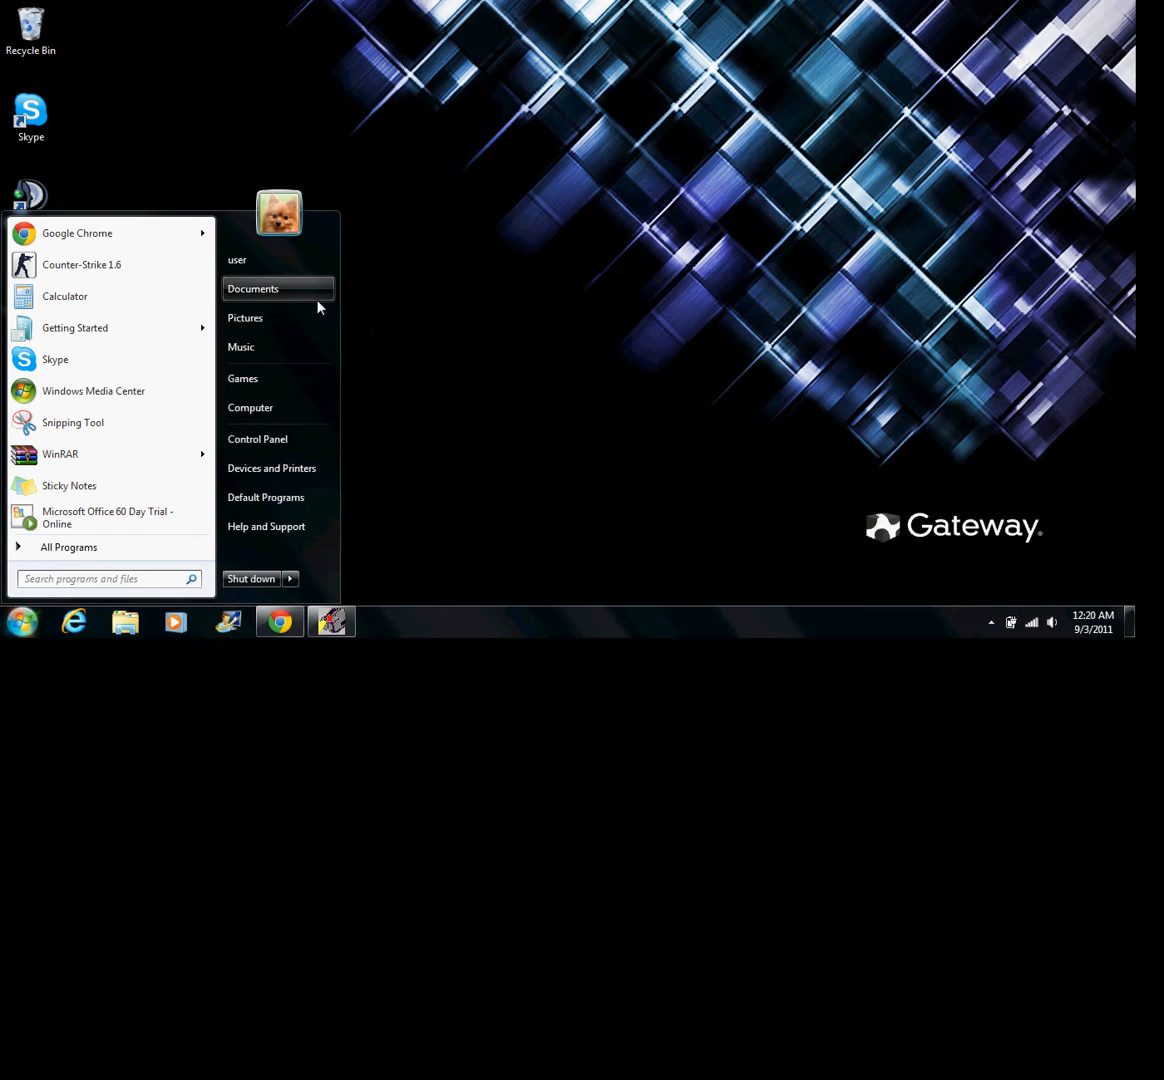 Recycle Bin
Skype
Google Chrome
Counter-Strike 1.6
Calculator
Getting Started
Skype
Windows Media Center
Snipping Tool
WinRAR
Sticky Notes
Microsoft Office 60 Day Trial -
Online
All Programs
Search programs and files
user
Documents
Pictures
Music
Games
Computer
Control Panel
Devices and Printers
Default Programs
Help and Support
Shut down
Gateway
12:20 AM
9/3/2011